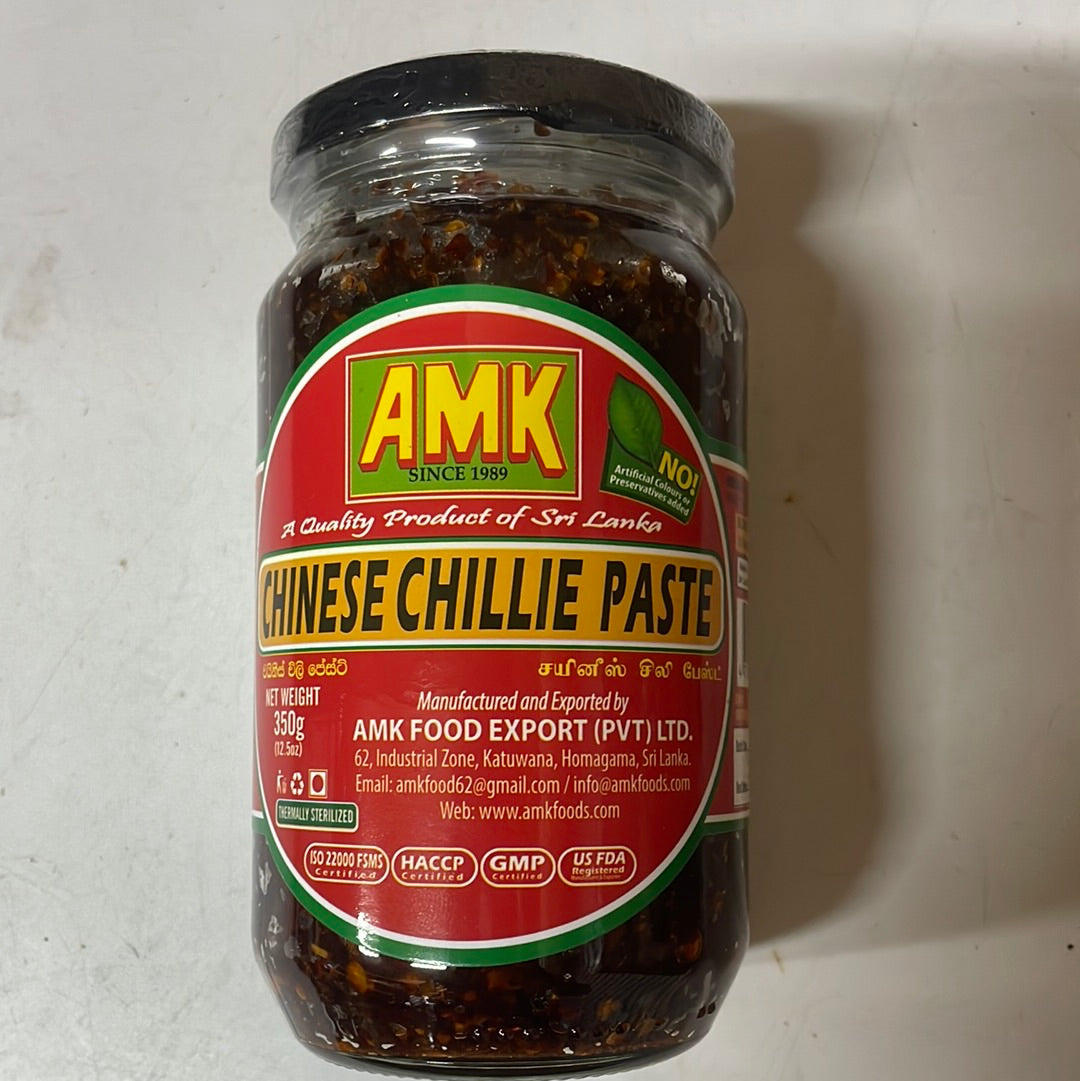 AMK
SINCE 1989
NO!
Artificial Colours or
Preservatives added
A Quality Product of Sri Lanka
CHINESE CHILLIE PASTE
චයිනීස් චිලි පේස්ට්
சயினீஸ் சிலி பேஸ்ட்
NET WEIGHT
350g
(12.5oz)
Manufactured and Exported by
AMK FOOD EXPORT (PVT) LTD.
62, Industrial Zone, Katuwana, Homagama, Sri Lanka.
Email: amkfood62@gmail.com / info@amkfoods.com
Web: www.amkfoods.com
THERMALLY STERILIZED
ISO 22000 FSMS
Certified
HACCP
Certified
GMP
Certified
US FDA
Registered